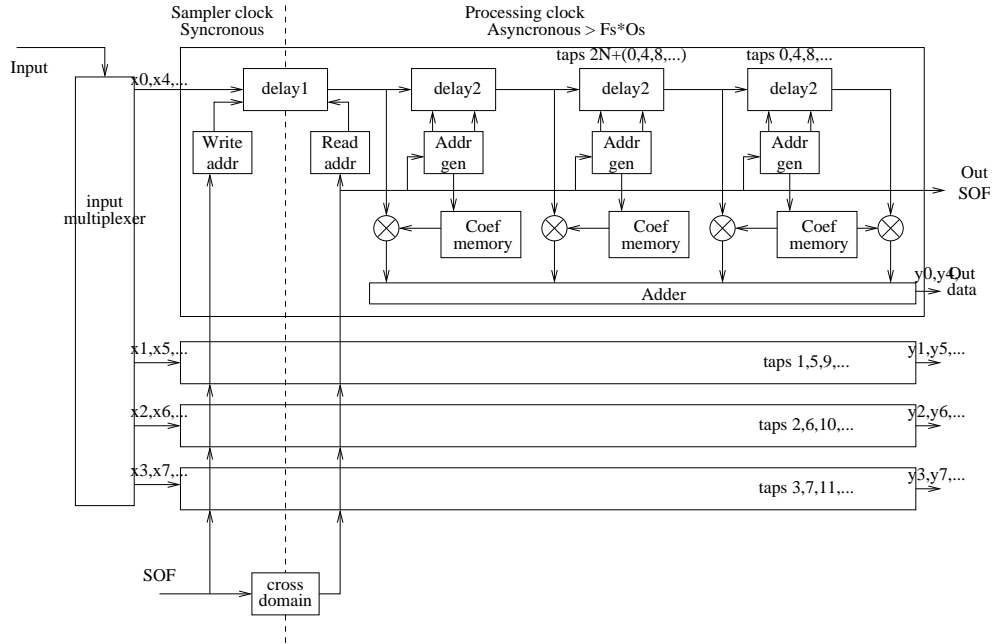 Sampler clock
Syncronous
Processing clock
Asyncronous > Fs*Os
Input
x0,x4,...
taps 2N+(0,4,8,...)
taps 0,4,8,...
delay1
delay2
delay2
delay2
Write
addr
Read
addr
Addr
gen
Addr
gen
Addr
gen
Out
SOF
input
multiplexer
Coef
memory
Coef
memory
Coef
memory
Adder
y0,y4,...
Out
data
x1,x5,...
taps 1,5,9,...
y1,y5,...
x2,x6,...
taps 2,6,10,...
y2,y6,...
x3,x7,...
taps 3,7,11,...
y3,y7,...
SOF
cross
domain